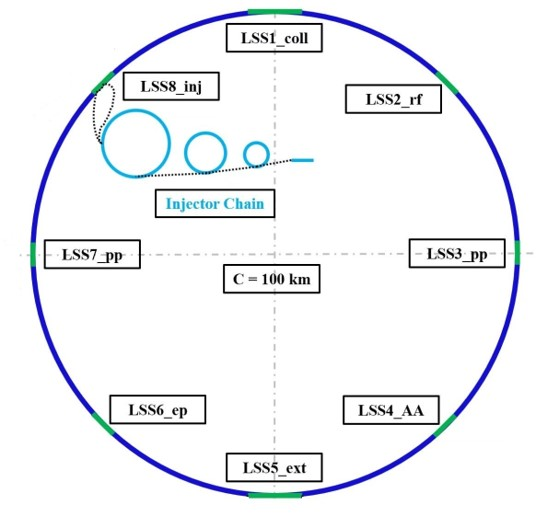 LSS1_coll
LSS8_inj
LSS2_rf
Injector Chain
LSS7_pp
LSS3_pp
C = 100 km
LSS6_ep
LSS4_AA
LSS5_ext